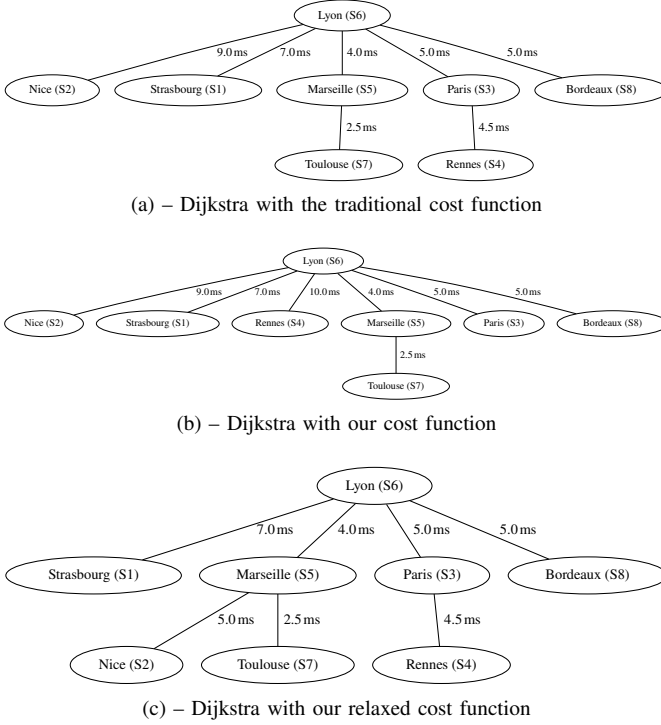 Lyon (S6)
9.0 ms 7.0 ms 4.0 ms 5.0 ms 5.0 ms
Nice (S2) Strasbourg (S1) Marseille (S5) Paris (S3) Bordeaux (S8)
2.5 ms 4.5 ms
Toulouse (S7) Rennes (S4)
(a) – Dijkstra with the traditional cost function
Lyon (S6)
9.0 ms 7.0 ms 10.0 ms 4.0 ms 5.0 ms 5.0 ms
Nice (S2) Strasbourg (S1) Rennes (S4) Marseille (S5) Paris (S3) Bordeaux (S8)
2.5 ms
Toulouse (S7)
(b) – Dijkstra with our cost function
Lyon (S6)
7.0 ms 4.0 ms 5.0 ms 5.0 ms
Strasbourg (S1) Marseille (S5) Paris (S3) Bordeaux (S8)
5.0 ms 2.5 ms 4.5 ms
Nice (S2) Toulouse (S7) Rennes (S4)
(c) – Dijkstra with our relaxed cost function